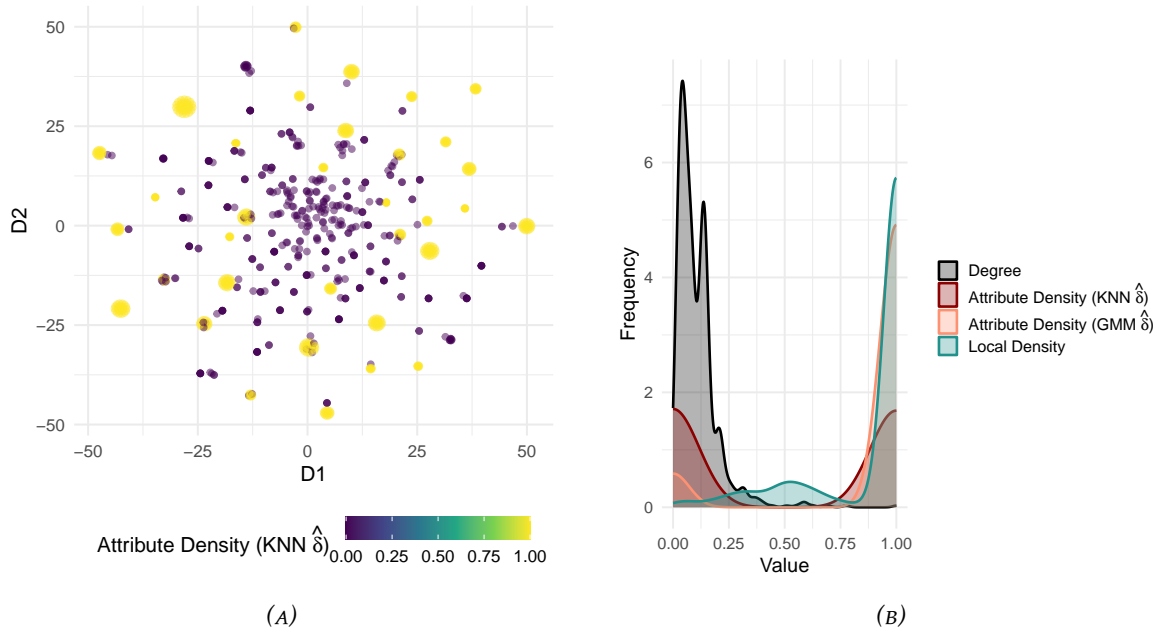 50
25
0
−25
−50
D2
−50
−25
0
25
50
D1
Attribute Density (KNN δ̂)
0.00
0.25
0.50
0.75
1.00
(A)
6
4
2
0
Frequency
0.00
0.25
0.50
0.75
1.00
Value
Degree
Attribute Density (KNN δ̂)
Attribute Density (GMM δ̂)
Local Density
(B)